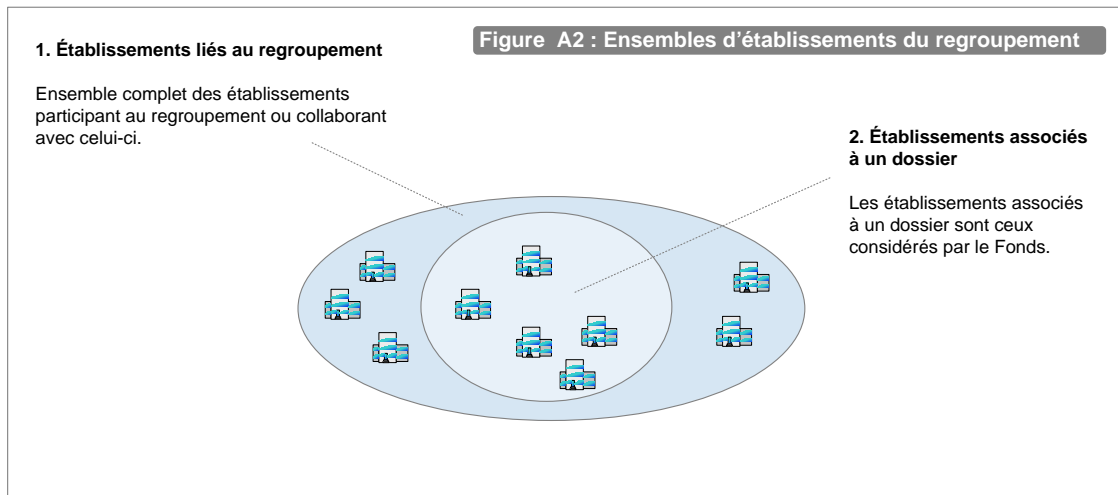 Figure A2 : Ensembles d'établissements du regroupement
1. Établissements liés au regroupement
Ensemble complet des établissements
participant au regroupement ou collaborant
avec celui-ci.
2. Établissements associés
à un dossier
Les établissements associés
à un dossier sont ceux
considérés par le Fonds.